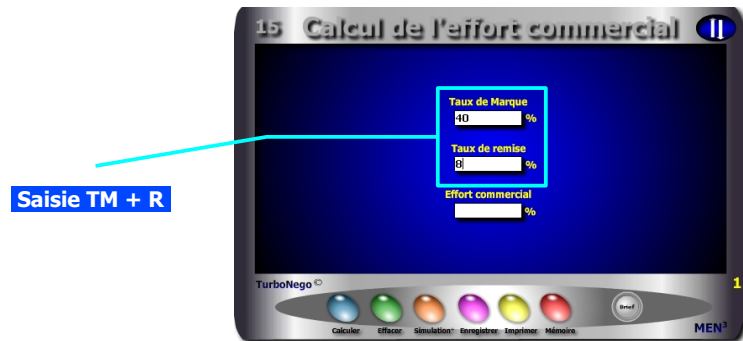 15 Calcul de l'effort commercial
Taux de Marque
40 %
Taux de remise
8 %
Saisie TM + R
Effort commercial
%
TurboNego ©
1
Brief
Calculer Effacer Simulation+ Enregistrer Imprimer Mémoire
MEN³